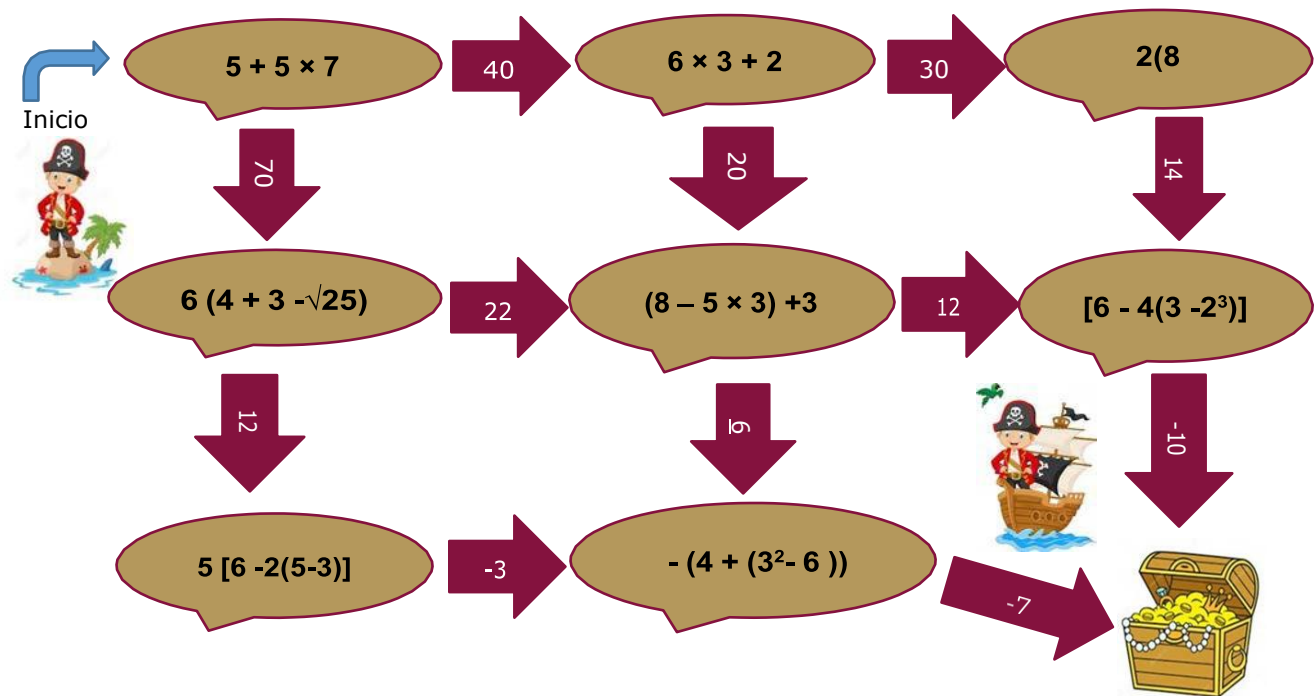 5 + 5 × 7
40
6 × 3 + 2
30
2(8
Inicio
70
20
14
6 (4 + 3 -√25)
22
(8 – 5 × 3) +3
12
[6 - 4(3 -2³)]
12
6
-10
5 [6 -2(5-3)]
-3
- (4 + (3²- 6 ))
-7